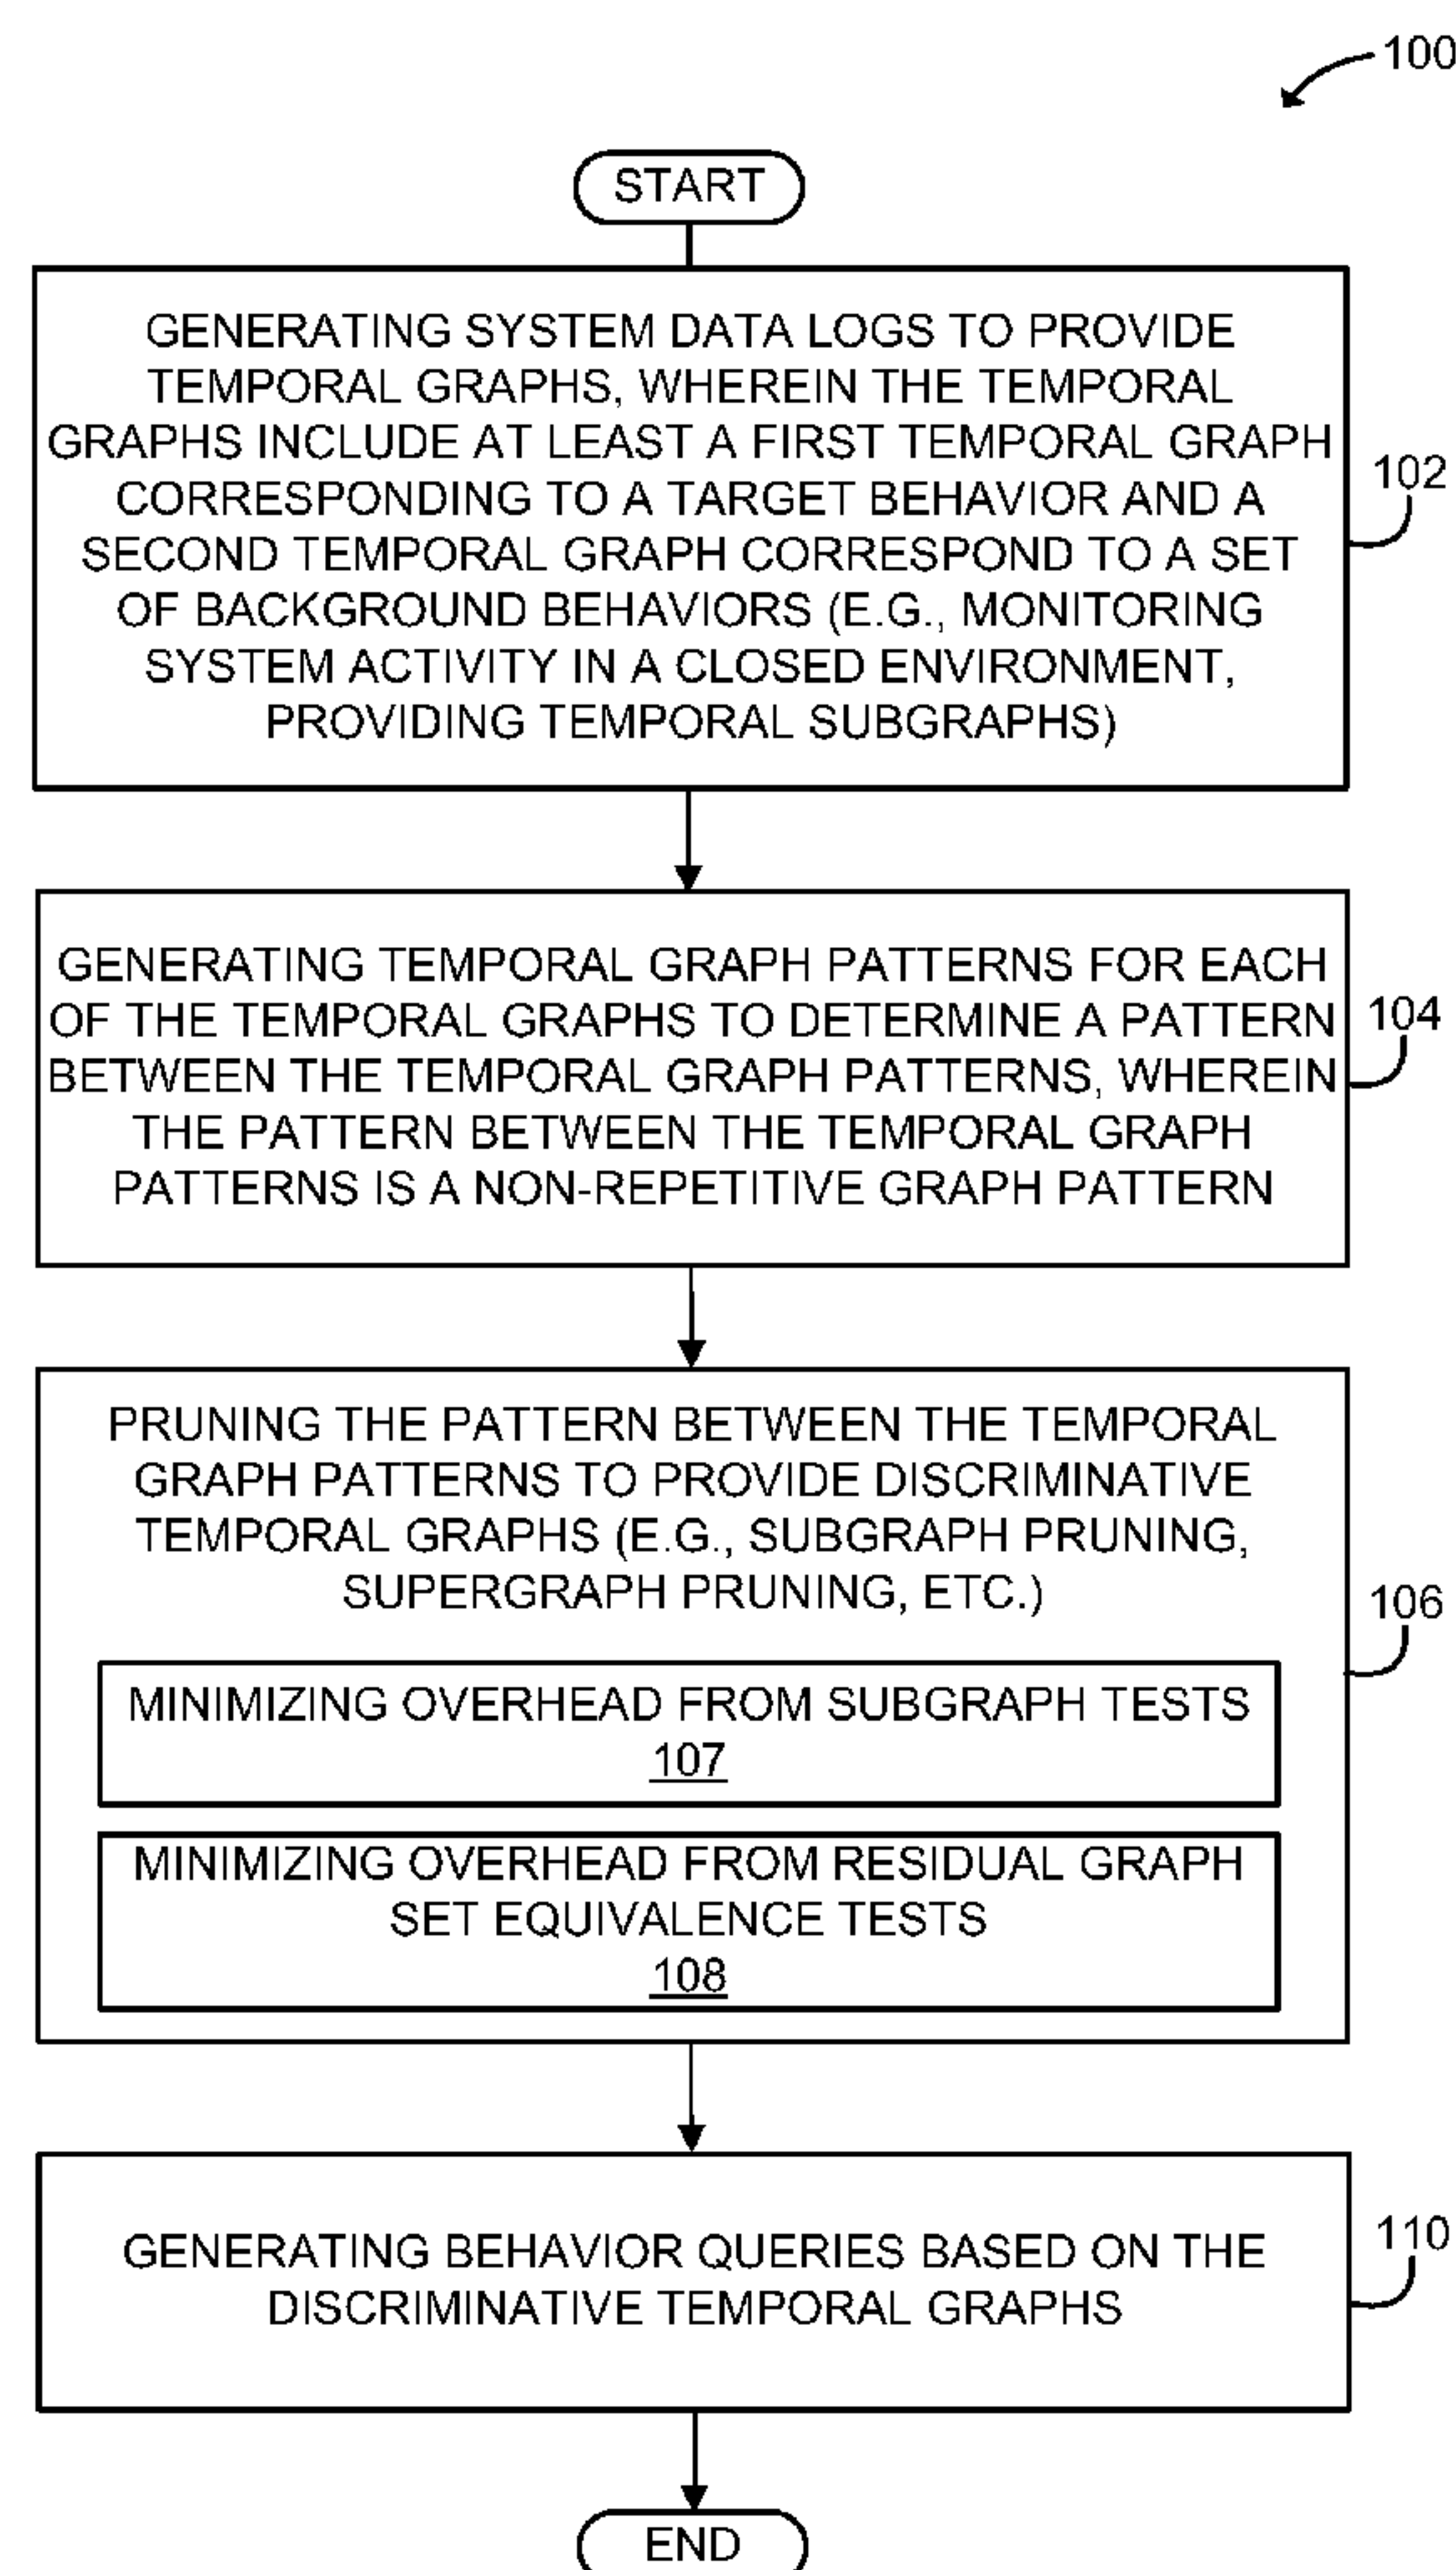 100
START
GENERATING SYSTEM DATA LOGS TO PROVIDE
TEMPORAL GRAPHS, WHEREIN THE TEMPORAL
GRAPHS INCLUDE AT LEAST A FIRST TEMPORAL GRAPH
CORRESPONDING TO A TARGET BEHAVIOR AND A
SECOND TEMPORAL GRAPH CORRESPOND TO A SET
OF BACKGROUND BEHAVIORS (E.G., MONITORING
SYSTEM ACTIVITY IN A CLOSED ENVIRONMENT,
PROVIDING TEMPORAL SUBGRAPHS)
102
GENERATING TEMPORAL GRAPH PATTERNS FOR EACH
OF THE TEMPORAL GRAPHS TO DETERMINE A PATTERN
BETWEEN THE TEMPORAL GRAPH PATTERNS, WHEREIN
THE PATTERN BETWEEN THE TEMPORAL GRAPH
PATTERNS IS A NON-REPETITIVE GRAPH PATTERN
104
PRUNING THE PATTERN BETWEEN THE TEMPORAL
GRAPH PATTERNS TO PROVIDE DISCRIMINATIVE
TEMPORAL GRAPHS (E.G., SUBGRAPH PRUNING,
SUPERGRAPH PRUNING, ETC.)
106
MINIMIZING OVERHEAD FROM SUBGRAPH TESTS
107
MINIMIZING OVERHEAD FROM RESIDUAL GRAPH
SET EQUIVALENCE TESTS
108
GENERATING BEHAVIOR QUERIES BASED ON THE
DISCRIMINATIVE TEMPORAL GRAPHS
110
END